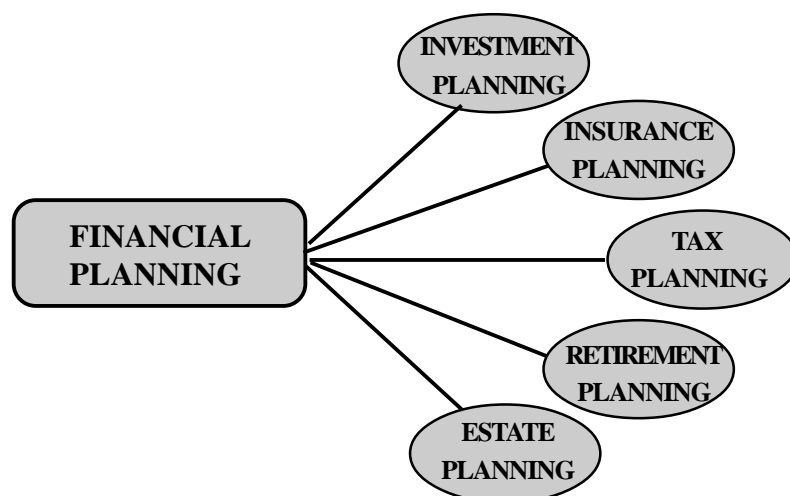 INVESTMENT
PLANNING
INSURANCE
PLANNING
FINANCIAL
PLANNING
TAX
PLANNING
RETIREMENT
PLANNING
ESTATE
PLANNING